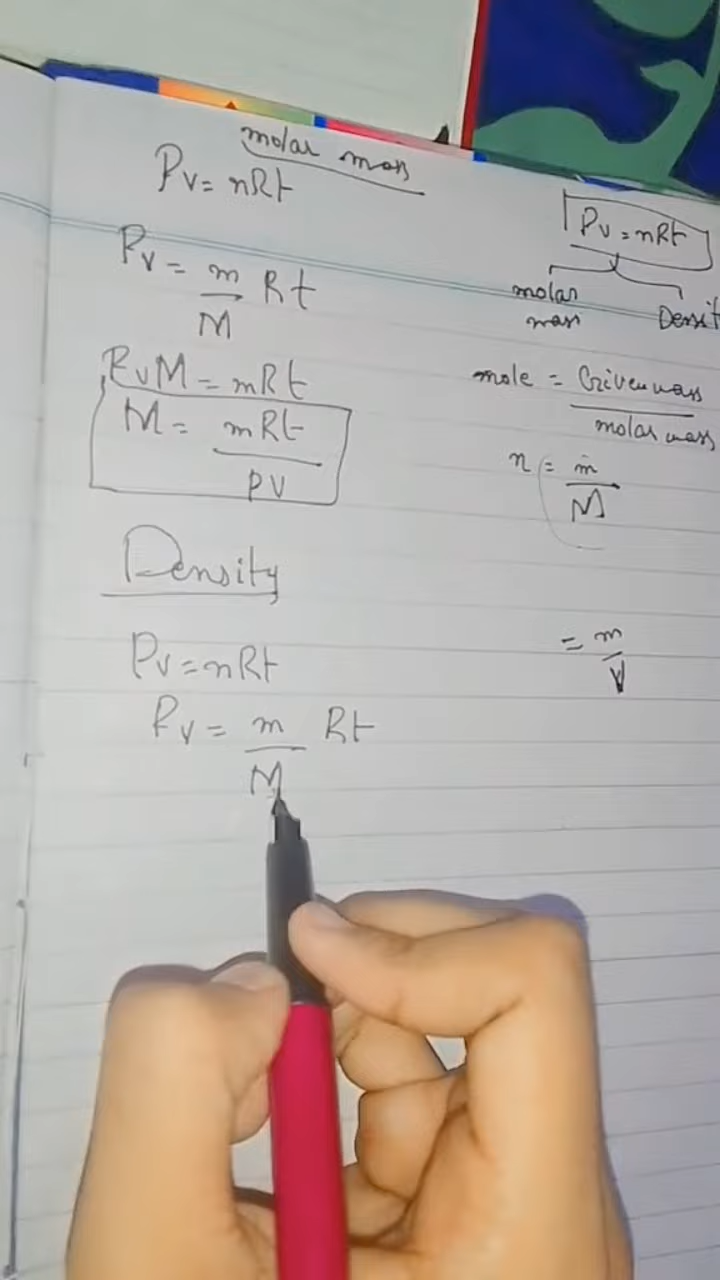 molar mass
Pv = nRt
Pv = m/M Rt
PvM = mRt
M = mRt/PV
Density
Pv = nRt
Pv = m/M Rt
Pv = nRt
molar mass
Densit
mole = Given mass/molar mass
n = m/M
= m/V